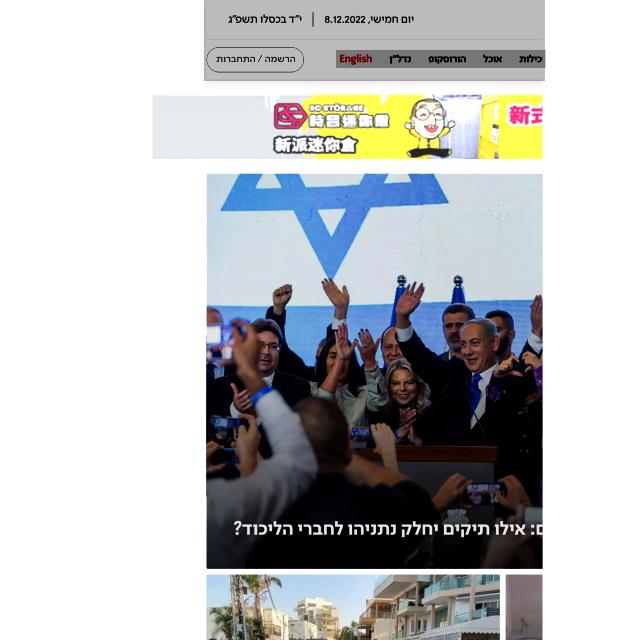 יום חמישי, 8.12.2022 | י"ד בכסלו תשפ"ג
כילות אוכל הורוסקופ נדל"ן English
הרשמה / התחברות
SC STORAGE
時昌迷你倉
新派迷你倉
新式
ם: אילו תיקים יחלק נתניהו לחברי הליכוד?